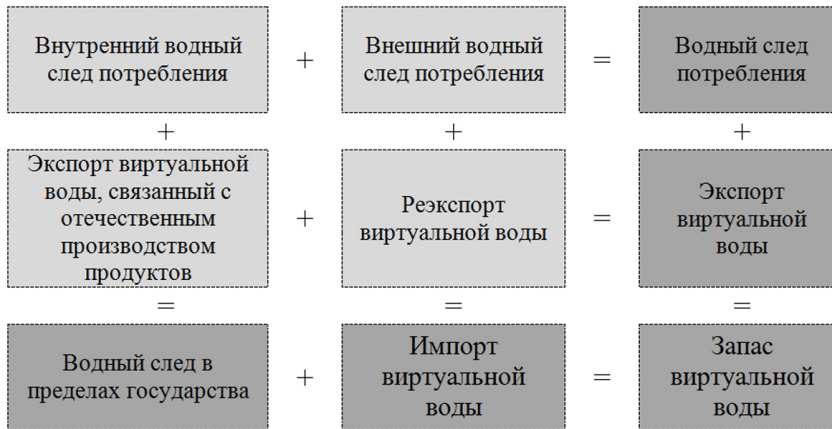 Внутренний водный
след потребления
+
Внешний водный
след потребления
=
Водный след
потребления
+
+
+
Экспорт виртуальной
воды, связанный с
отечественным
производством
продуктов
+
Реэкспорт
виртуальной воды
=
Экспорт
виртуальной
воды
=
=
=
Водный след в
пределах государства
+
Импорт
виртуальной
воды
=
Запас
виртуальной
воды